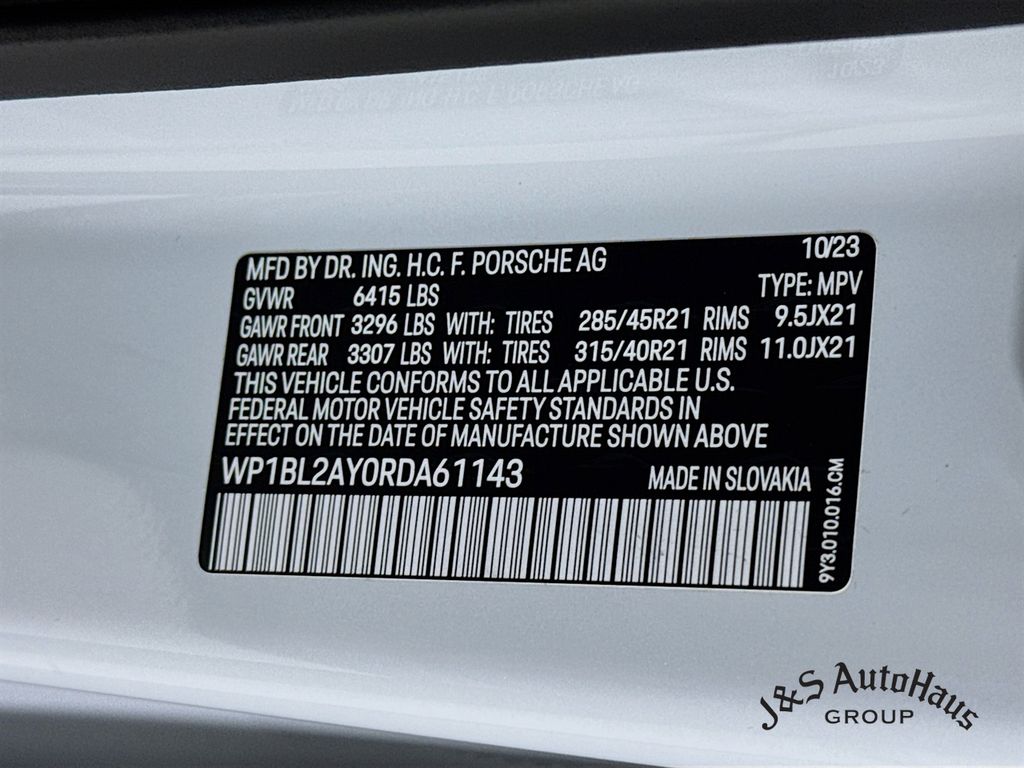 MFD BY DR. ING. H.C. F. PORSCHE AG 10/23
GVWR 6415 LBS TYPE: MPV
GAWR FRONT 3296 LBS WITH: TIRES 285/45R21 RIMS 9.5JX21
GAWR REAR 3307 LBS WITH: TIRES 315/40R21 RIMS 11.0JX21
THIS VEHICLE CONFORMS TO ALL APPLICABLE U.S.
FEDERAL MOTOR VEHICLE SAFETY STANDARDS IN
EFFECT ON THE DATE OF MANUFACTURE SHOWN ABOVE
WP1BL2AY0RDA61143 MADE IN SLOVAKIA
9Y3.010.016.CM
J&S AutoHaus
GROUP